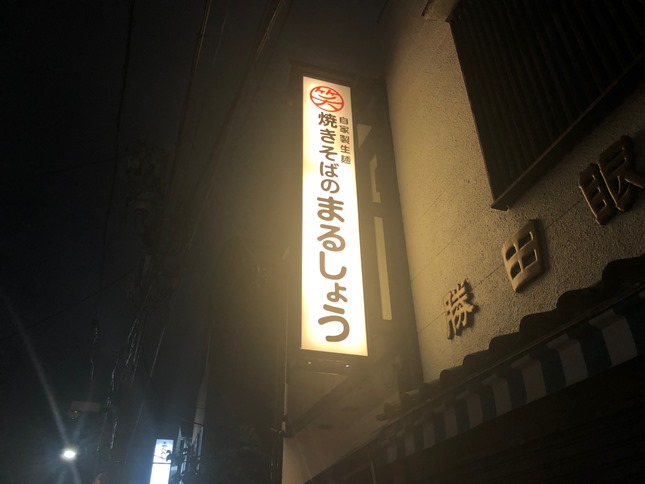 笑
自家製生麺
焼きそばの まるしょう
勝田眼